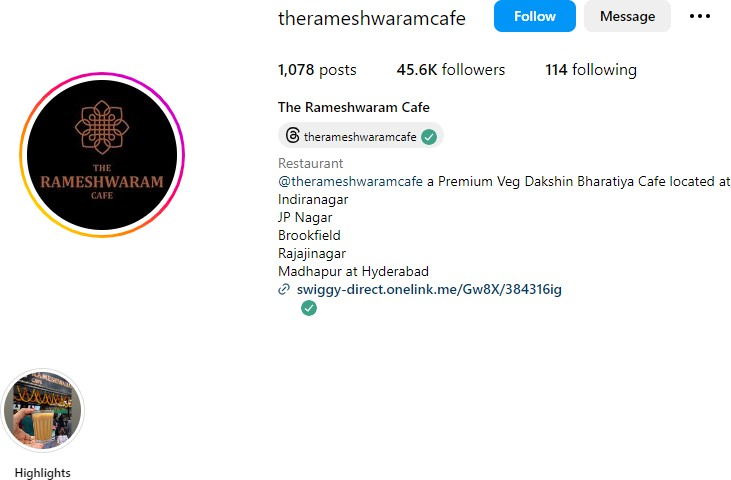 therameshwaramcafe
Follow
Message
1,078 posts
45.6K followers
114 following
The Rameshwaram Cafe
therameshwaramcafe
Restaurant
@therameshwaramcafe a Premium Veg Dakshin Bharatiya Cafe located at
Indiranagar
JP Nagar
Brookfield
Rajajinagar
Madhapur at Hyderabad
swiggy-direct.onelink.me/Gw8X/384316ig
THE
RAMESHWARAM
CAFE
RAMESHWARAM
CAFE
Highlights